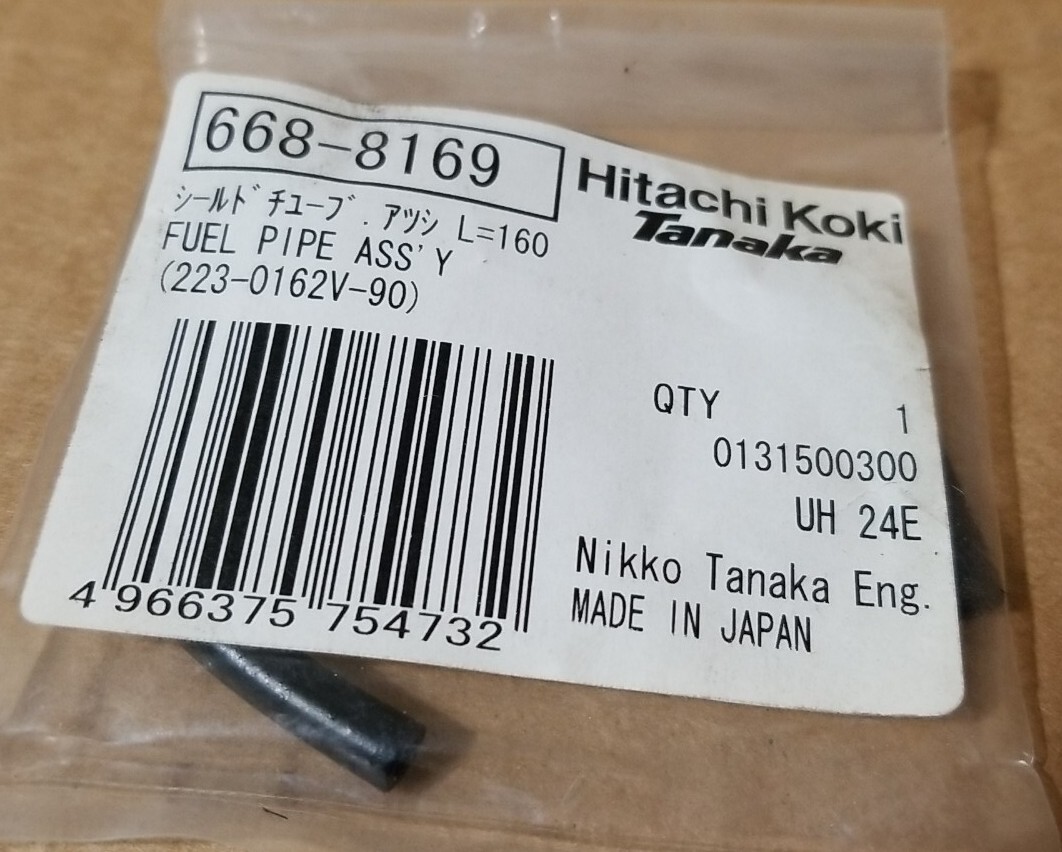 668-8169
Hitachi Koki
Tanaka
ｼｰﾙﾄﾞﾁｭｰﾌﾞ.ｱﾂｼ L=160
FUEL PIPE ASS'Y
(223-0162V-90)
QTY 1
0131500300
UH 24E
Nikko Tanaka Eng.
MADE IN JAPAN
4 966375 754732